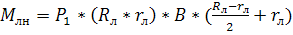 Mлн = P₁ * (Rл * rл) * B * ((Rл−rл)/2 + rл)